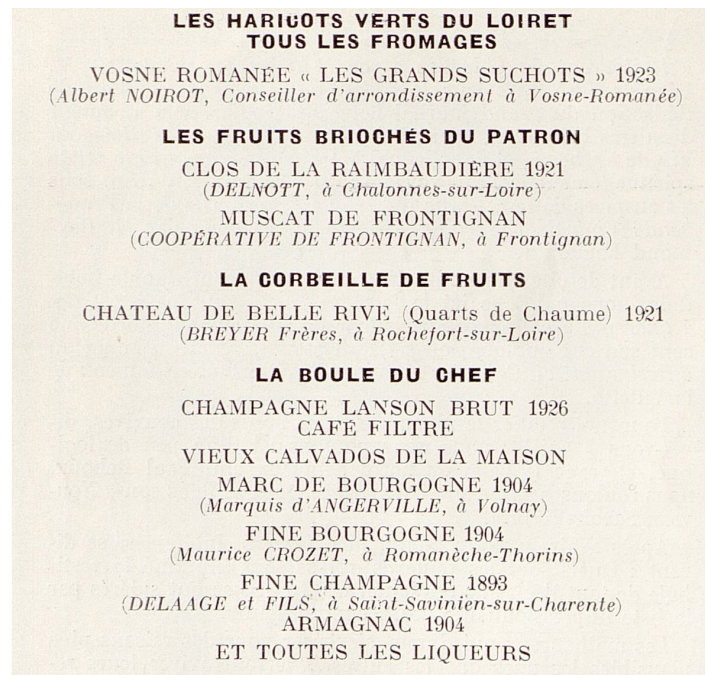 LES HARICOTS VERTS DU LOIRET
TOUS LES FROMAGES
VOSNE ROMANÉE « LES GRANDS SUCHOTS » 1923
(Albert NOIROT, Conseiller d'arrondissement à Vosne-Romanée)
LES FRUITS BRIOCHÉS DU PATRON
CLOS DE LA RAIMBAUDIÈRE 1921
(DELNOTT, à Chalonnes-sur-Loire)
MUSCAT DE FRONTIGNAN
(COOPÉRATIVE DE FRONTIGNAN, à Frontignan)
LA CORBEILLE DE FRUITS
CHATEAU DE BELLE RIVE (Quarts de Chaume) 1921
(BREYER Frères, à Rochefort-sur-Loire)
LA BOULE DU CHEF
CHAMPAGNE LANSON BRUT 1926
CAFÉ FILTRE
VIEUX CALVADOS DE LA MAISON
MARC DE BOURGOGNE 1904
(Marquis d'ANGERVILLE, à Volnay)
FINE BOURGOGNE 1904
(Maurice CROZET, à Romanèche-Thorins)
FINE CHAMPAGNE 1893
(DELAAGE et FILS, à Saint-Savinien-sur-Charente)
ARMAGNAC 1904
ET TOUTES LES LIQUEURS